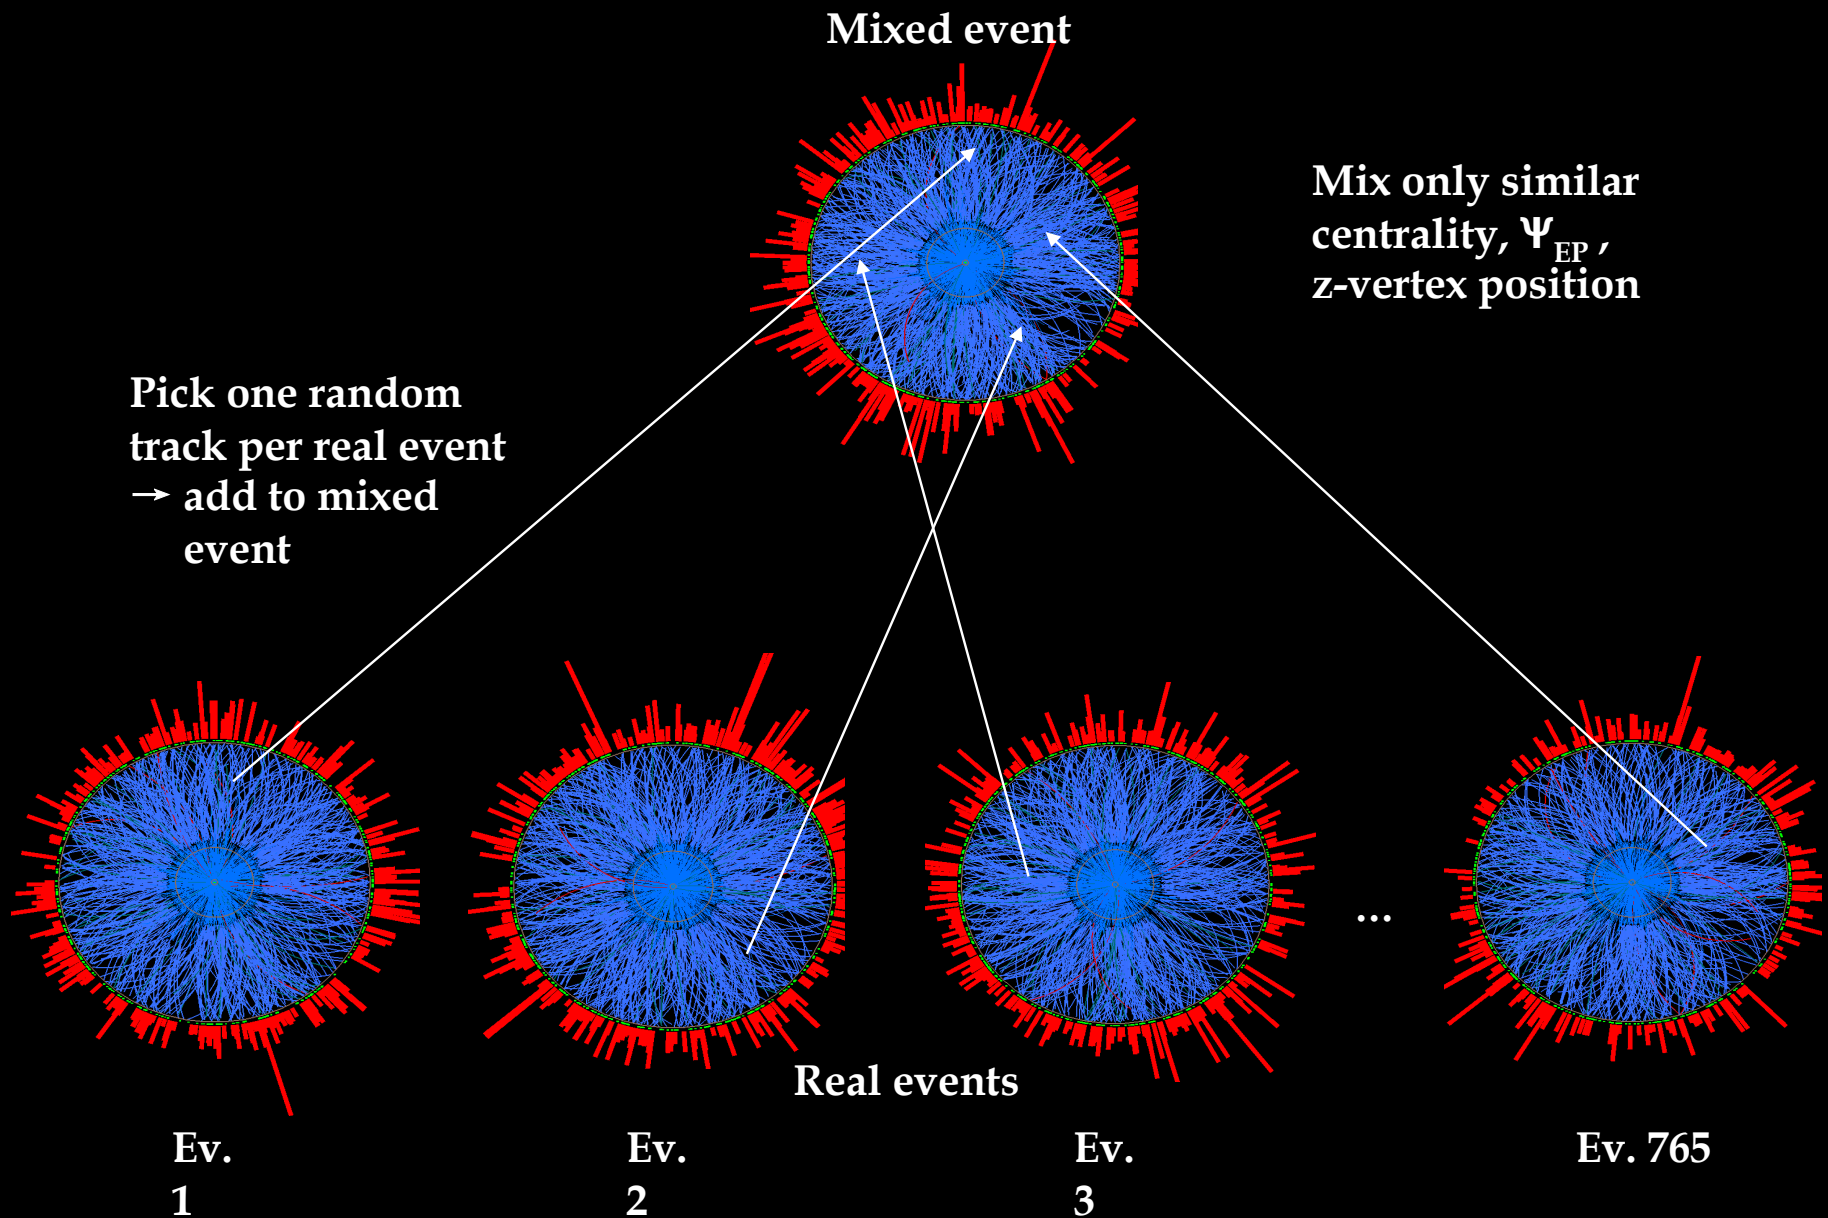 Mixed event
Mix only similar
centrality, Ψ_EP ,
z-vertex position
Pick one random
track per real event
→ add to mixed
event
...
Real events
Ev.
1
Ev.
2
Ev.
3
Ev. 765